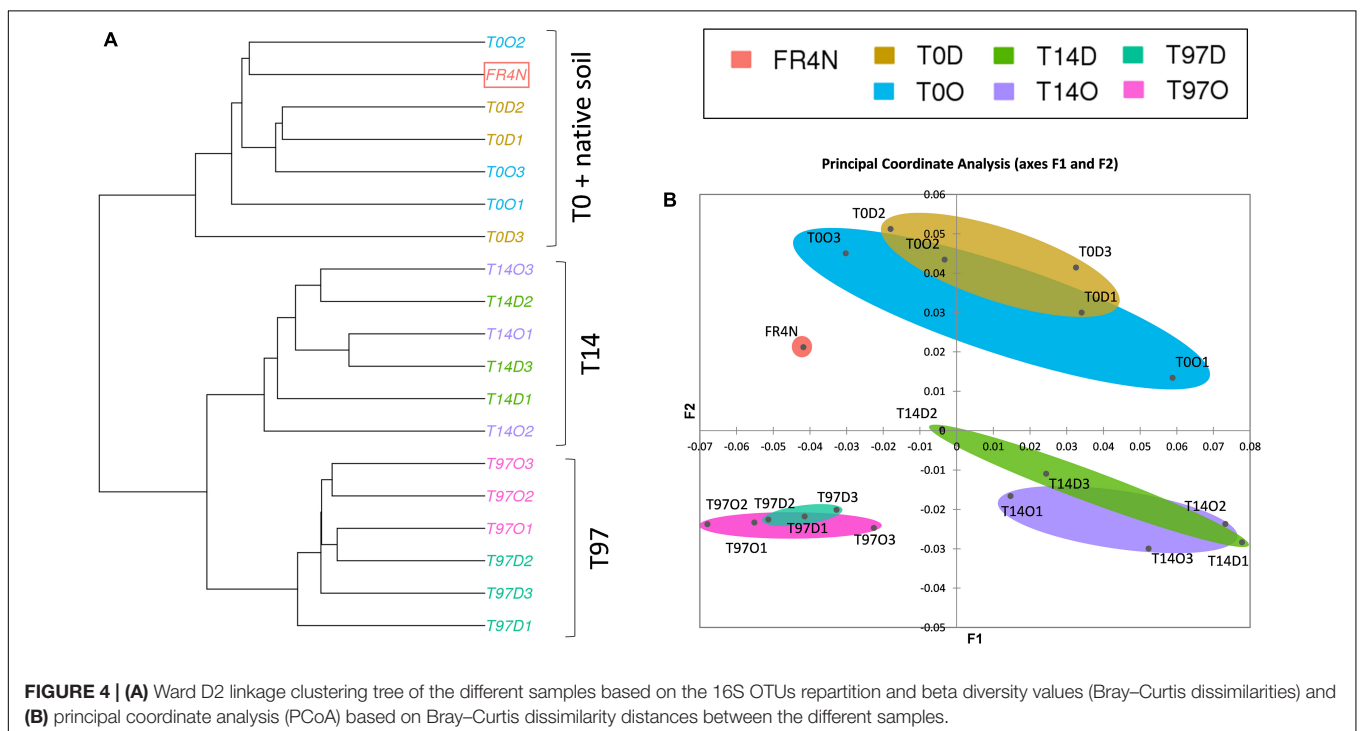 A
T0O2
FR4N
T0D2
T0D1
T0O3
T0O1
T0D3
T0 + native soil
T14O3
T14D2
T14O1
T14D3
T14D1
T14O2
T14
T97O3
T97O2
T97O1
T97D2
T97D3
T97D1
T97
FR4N T0D T14D T97D
T0O T14O T97O
Principal Coordinate Analysis (axes F1 and F2)
B
0.06
0.05
0.04
0.03
0.02
0.01
0
-0.01
-0.02
-0.03
-0.04
-0.05
F2
-0.07 -0.06 -0.05 -0.04 -0.03 -0.02 -0.01 0 0.01 0.02 0.03 0.04 0.05 0.06 0.07 0.08
F1
T0D2
T0O3
T0O2
T0D3
T0D1
FR4N
T0O1
T14D2
T14D3
T14O1
T14O2
T14O3
T14D1
T97O2
T97D2
T97D3
T97D1
T97O1
T97O3
FIGURE 4 | (A) Ward D2 linkage clustering tree of the different samples based on the 16S OTUs repartition and beta diversity values (Bray–Curtis dissimilarities) and
(B) principal coordinate analysis (PCoA) based on Bray–Curtis dissimilarity distances between the different samples.